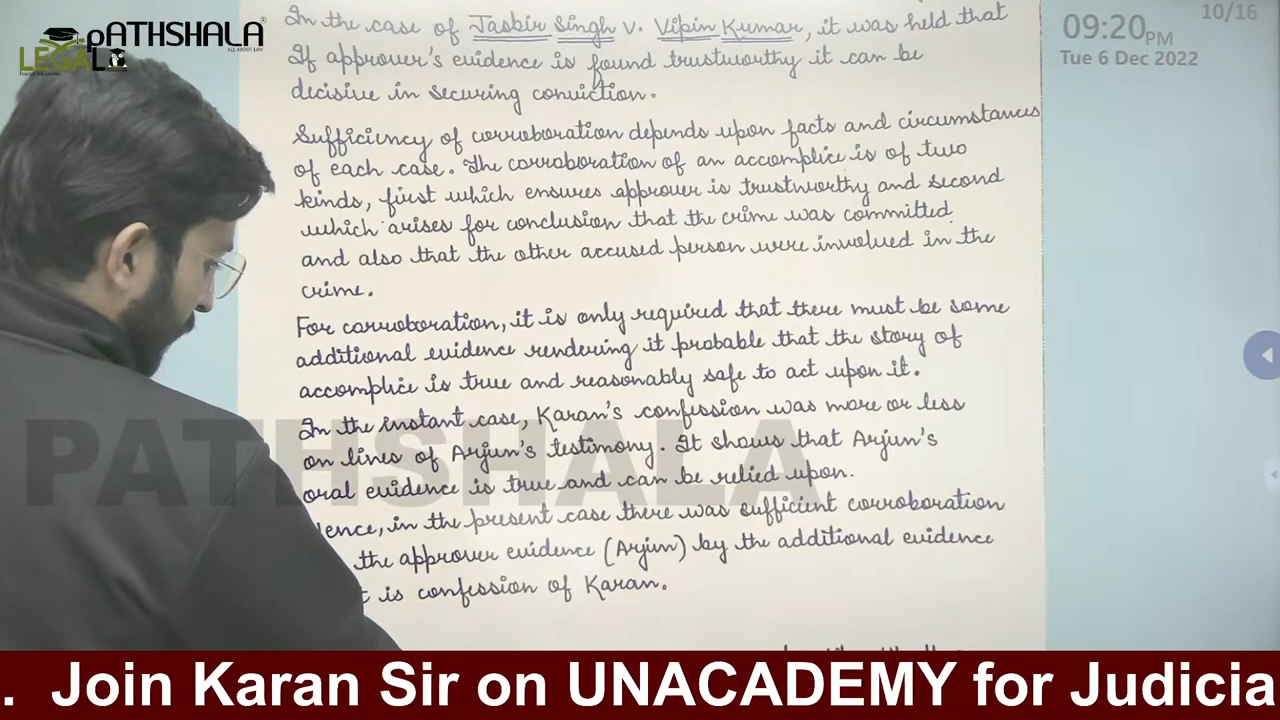 LEGAL pATHSHALA
ALL ABOUT LAW
09:20PM
Tue 6 Dec 2022
10/16
In the case of Jasbir Singh v. Vipin Kumar, it was held that
If approver's evidence is found trustworthy it can be
decisive in securing conviction.
Sufficiency of corroboration depends upon facts and circumstances
of each case. The corroboration of an accomplice is of two
kinds, first which ensures approver is trustworthy and second
which arises for conclusion that the crime was committed
and also that the other accused person were involved in the
crime.
For corroboration, it is only required that there must be some
additional evidence rendering it probable that the story of
accomplice is true and reasonably safe to act upon it.
In the instant case, Karan's confession was more or less
on lines of Arjun's testimony. It shows that Arjun's
oral evidence is true and can be relied upon.
ence, in the present case there was sufficient corroboration
the approver evidence (Arjun) by the additional evidence
t is confession of Karan.
PATHSHALA
. Join Karan Sir on UNACADEMY for Judicia